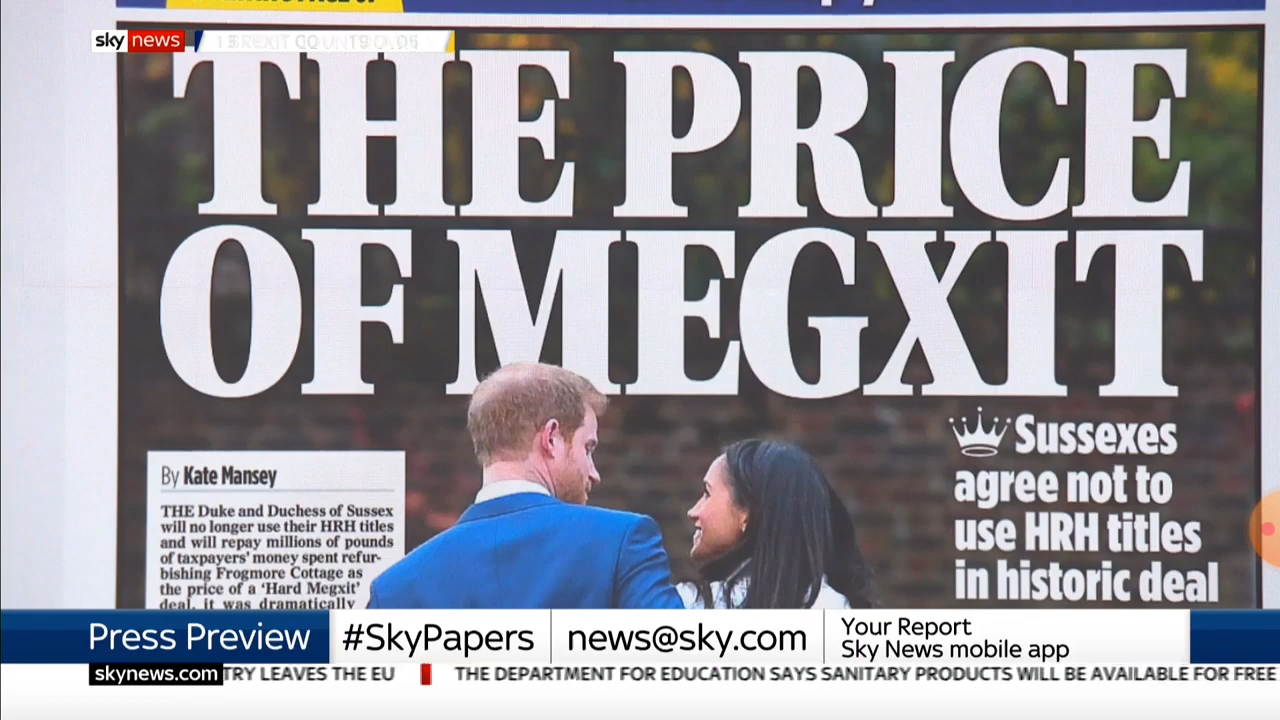 sky news
THE PRICE
OF MEGXIT
Sussexes
agree not to
use HRH titles
in historic deal
By Kate Mansey
THE Duke and Duchess of Sussex
will no longer use their HRH titles
and will repay millions of pounds
of taxpayers' money spent refur-
bishing Frogmore Cottage as
the price of a 'Hard Megxit'
deal, it was dramatically
Press Preview
#SkyPapers
news@sky.com
Your Report
Sky News mobile app
skynews.com
TRY LEAVES THE EU THE DEPARTMENT FOR EDUCATION SAYS SANITARY PRODUCTS WILL BE AVAILABLE FOR FREE